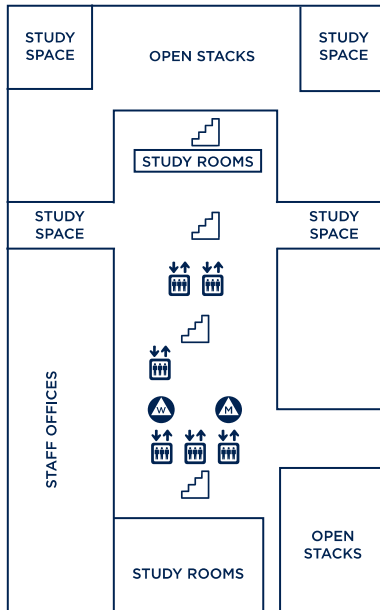 STUDY
SPACE
OPEN STACKS
STUDY
SPACE
STUDY ROOMS
STUDY
SPACE
STUDY
SPACE
STAFF OFFICES
W
M
OPEN
STACKS
STUDY ROOMS